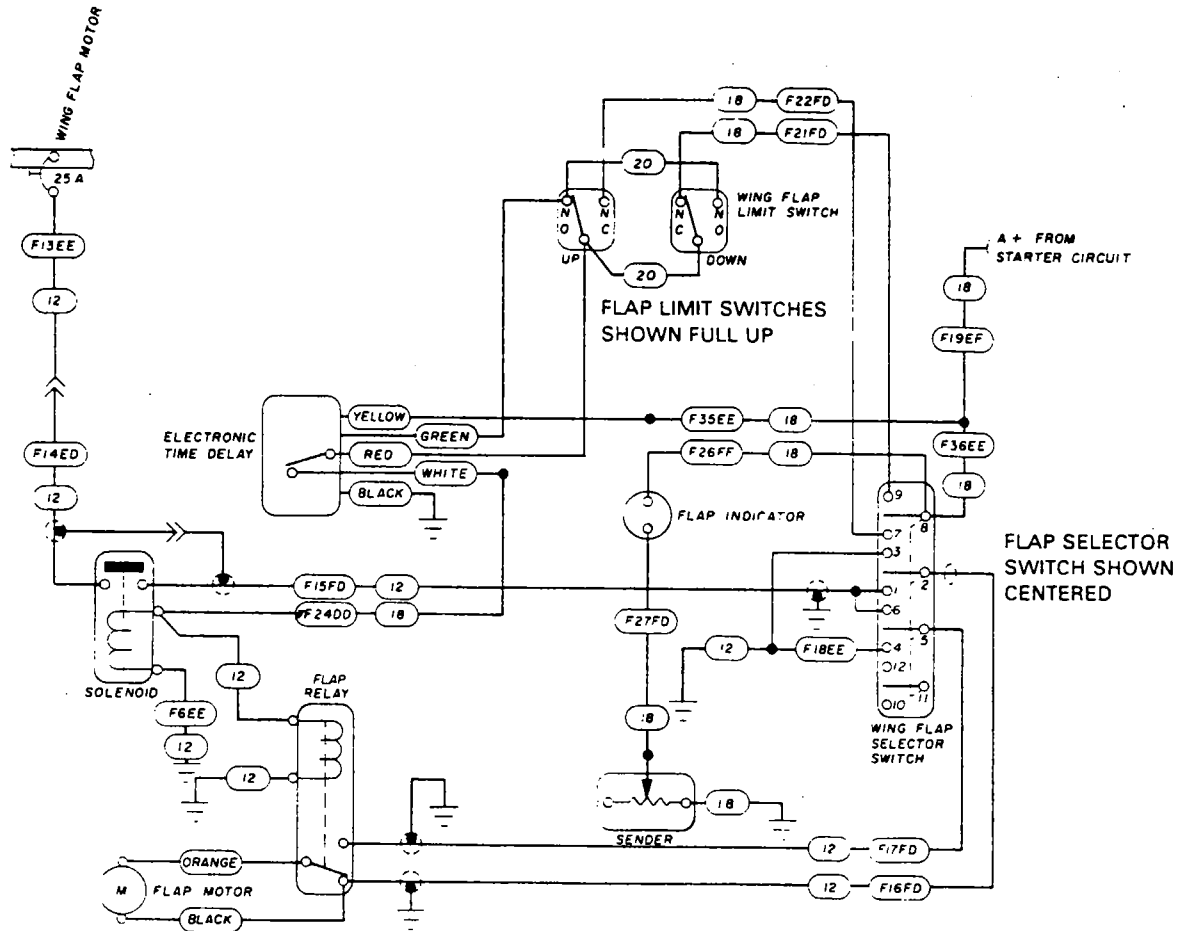 WING FLAP MOTOR
25A
F13EE
12
F14ED
12
18
F22FD
18
F21FD
20
N
O
N
C
N
C
N
O
WING FLAP
LIMIT SWITCH
UP
DOWN
20
FLAP LIMIT SWITCHES
SHOWN FULL UP
A+ FROM
STARTER CIRCUIT
18
F19EF
ELECTRONIC
TIME DELAY
YELLOW
GREEN
RED
WHITE
BLACK
F35EE
18
F26FF
18
F36EE
18
FLAP INDICATOR
9
8
7
3
2
1
6
5
4
12
11
10
FLAP SELECTOR
SWITCH SHOWN
CENTERED
F15FD
12
F24DD
18
F27FD
12
F18EE
SOLENOID
12
FLAP
RELAY
F6EE
12
12
18
WING FLAP
SELECTOR
SWITCH
18
SENDER
ORANGE
M
FLAP MOTOR
BLACK
12
F17FD
12
F16FD